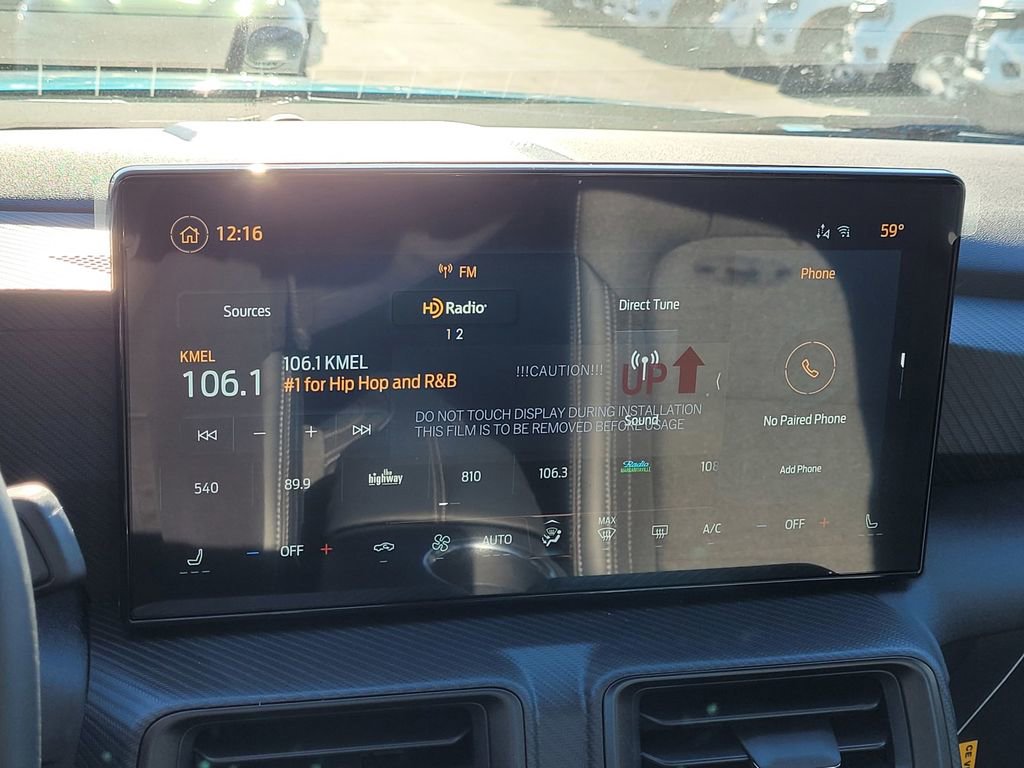 12:16
59°
FM
Phone
Sources
HD Radio
Direct Tune
1 2
KMEL
106.1
106.1 KMEL
#1 for Hip Hop and R&B
!!!CAUTION!!!
UP
DO NOT TOUCH DISPLAY DURING INSTALLATION
THIS FILM IS TO BE REMOVED BEFORE USAGE
Sound
No Paired Phone
540
89.9
the highway
810
106.3
Radio
MARGARITAVILLE
108
Add Phone
OFF
AUTO
MAX
A/C
OFF